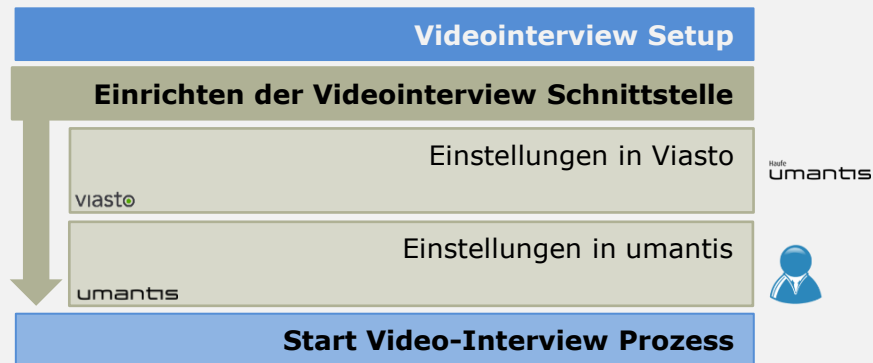 Videointerview Setup
Einrichten der Videointerview Schnittstelle
Einstellungen in Viasto
viasto
Haufe
umantis
Einstellungen in umantis
umantis
Start Video-Interview Prozess